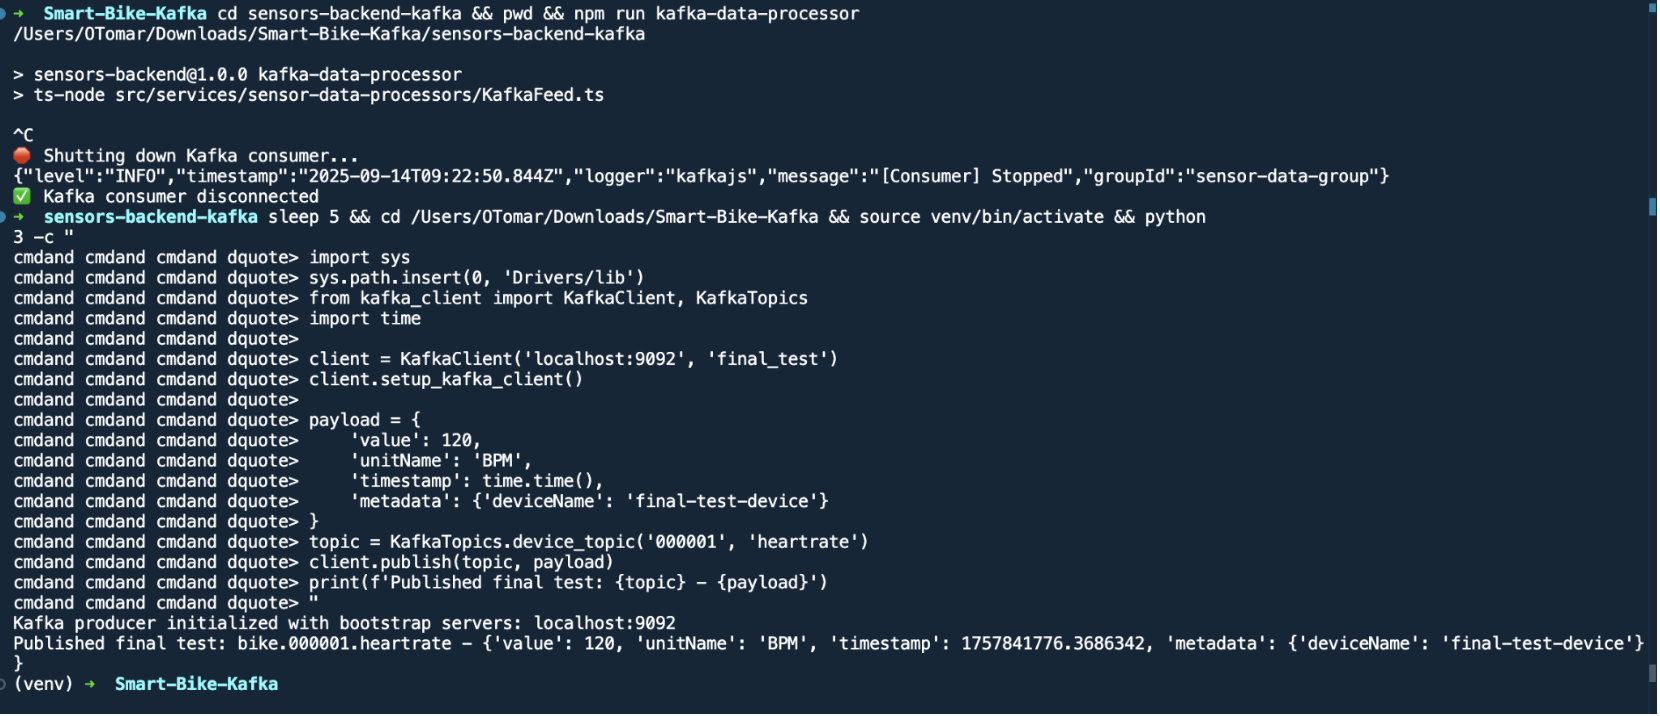 → Smart-Bike-Kafka cd sensors-backend-kafka && pwd && npm run kafka-data-processor
/Users/OTomar/Downloads/Smart-Bike-Kafka/sensors-backend-kafka
> sensors-backend@1.0.0 kafka-data-processor
> ts-node src/services/sensor-data-processors/KafkaFeed.ts
^C
🛑 Shutting down Kafka consumer...
{"level":"INFO","timestamp":"2025-09-14T09:22:50.844Z","logger":"kafkajs","message":"[Consumer] Stopped","groupId":"sensor-data-group"}
✅ Kafka consumer disconnected
→ sensors-backend-kafka sleep 5 && cd /Users/OTomar/Downloads/Smart-Bike-Kafka && source venv/bin/activate && python
3 -c "
cmdand cmdand cmdand dquote> import sys
cmdand cmdand cmdand dquote> sys.path.insert(0, 'Drivers/lib')
cmdand cmdand cmdand dquote> from kafka_client import KafkaClient, KafkaTopics
cmdand cmdand cmdand dquote> import time
cmdand cmdand cmdand dquote>
cmdand cmdand cmdand dquote> client = KafkaClient('localhost:9092', 'final_test')
cmdand cmdand cmdand dquote> client.setup_kafka_client()
cmdand cmdand cmdand dquote>
cmdand cmdand cmdand dquote> payload = {
cmdand cmdand cmdand dquote>     'value': 120,
cmdand cmdand cmdand dquote>     'unitName': 'BPM',
cmdand cmdand cmdand dquote>     'timestamp': time.time(),
cmdand cmdand cmdand dquote>     'metadata': {'deviceName': 'final-test-device'}
cmdand cmdand cmdand dquote> }
cmdand cmdand cmdand dquote> topic = KafkaTopics.device_topic('000001', 'heartrate')
cmdand cmdand cmdand dquote> client.publish(topic, payload)
cmdand cmdand cmdand dquote> print(f'Published final test: {topic} - {payload}')
cmdand cmdand cmdand dquote> "
Kafka producer initialized with bootstrap servers: localhost:9092
Published final test: bike.000001.heartrate - {'value': 120, 'unitName': 'BPM', 'timestamp': 1757841776.3686342, 'metadata': {'deviceName': 'final-test-device'}
}
(venv) → Smart-Bike-Kafka